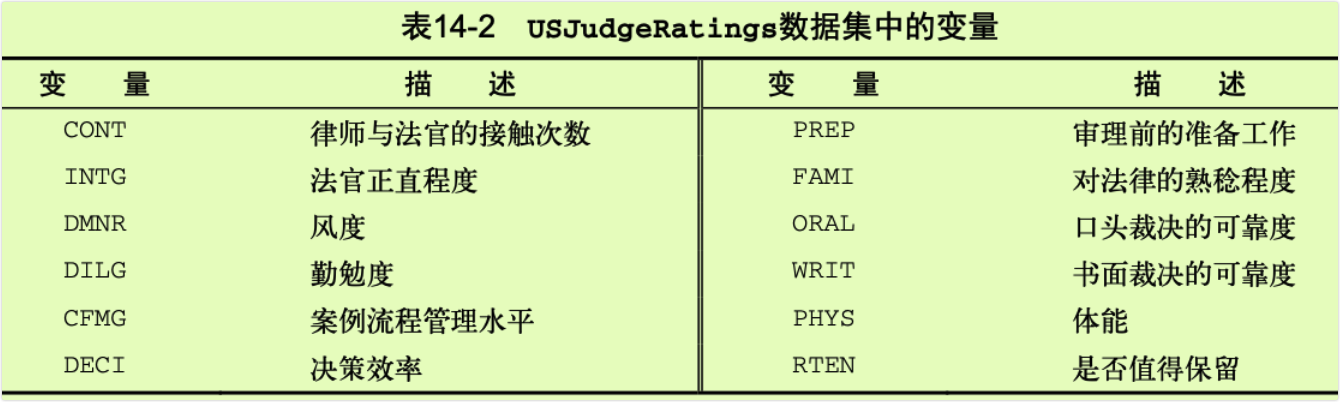 表14-2 USJudgeRatings数据集中的变量
变 量 描 述 变 量 描 述
CONT 律师与法官的接触次数 PREP 审理前的准备工作
INTG 法官正直程度 FAMI 对法律的熟稔程度
DMNR 风度 ORAL 口头裁决的可靠度
DILG 勤勉度 WRIT 书面裁决的可靠度
CFMG 案例流程管理水平 PHYS 体能
DECI 决策效率 RTEN 是否值得保留